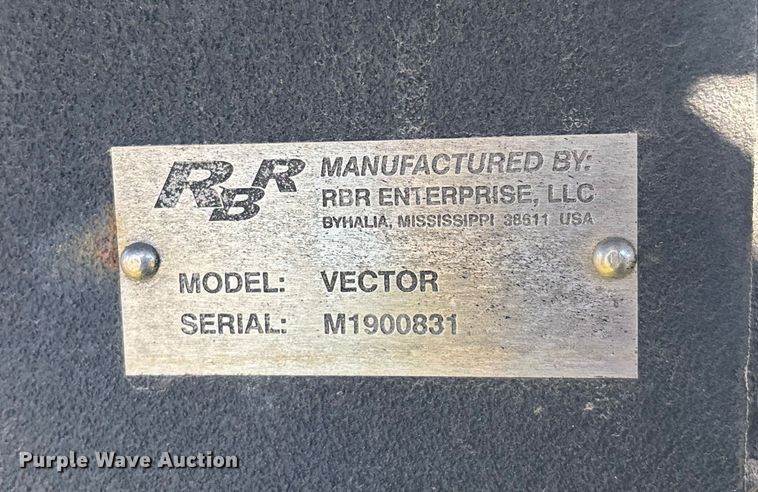 RBR MANUFACTURED BY:
RBR ENTERPRISE, LLC
BYHALIA, MISSISSIPPI 38611 USA
MODEL: VECTOR
SERIAL: M1900831
Purple Wave Auction